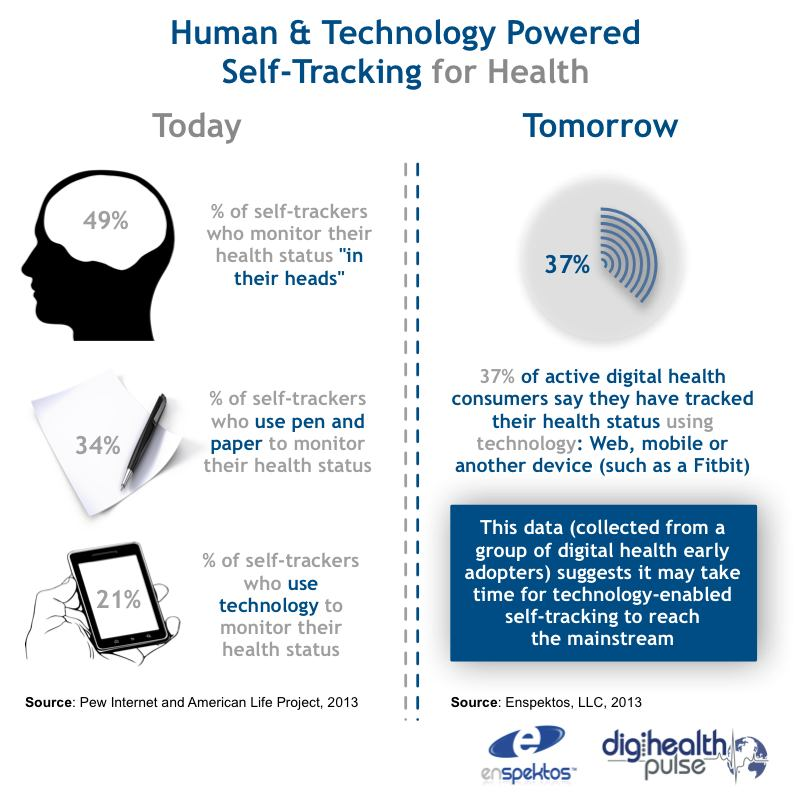 Human & Technology Powered
Self-Tracking for Health
Today
49%
% of self-trackers
who monitor their
health status "in
their heads"
34%
% of self-trackers
who use pen and
paper to monitor
their health status
21%
% of self-trackers
who use
technology to
monitor their
health status
Source: Pew Internet and American Life Project, 2013
Tomorrow
37%
37% of active digital health
consumers say they have tracked
their health status using
technology: Web, mobile or
another device (such as a Fitbit)
This data (collected from a
group of digital health early
adopters) suggests it may take
time for technology-enabled
self-tracking to reach
the mainstream
Source: Enspektos, LLC, 2013
e
enspektos™
digihealth
pulse